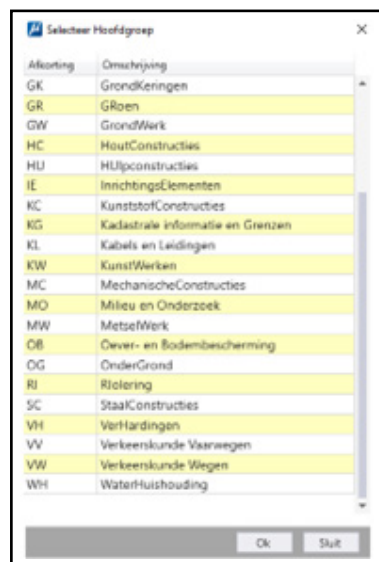 Selecteer Hoofdgroep
Afkorting Omschrijving
GK GrondKeringen
GR GRoen
GW GrondWerk
HC HoutConstructies
HU HUlpconstructies
IE InrichtingsElementen
KC KunststofConstructies
KG Kadastrale informatie en Grenzen
KL Kabels en Leidingen
KW KunstWerken
MC MechanischeConstructies
MO Milieu en Onderzoek
MW MetselWerk
OB Oever- en Bodembescherming
OG OnderGrond
RI RIolering
SC StaalConstructies
VH VerHardingen
VV Verkeerskunde Vaarwegen
VW Verkeerskunde Wegen
WH WaterHuishouding
Ok Sluit